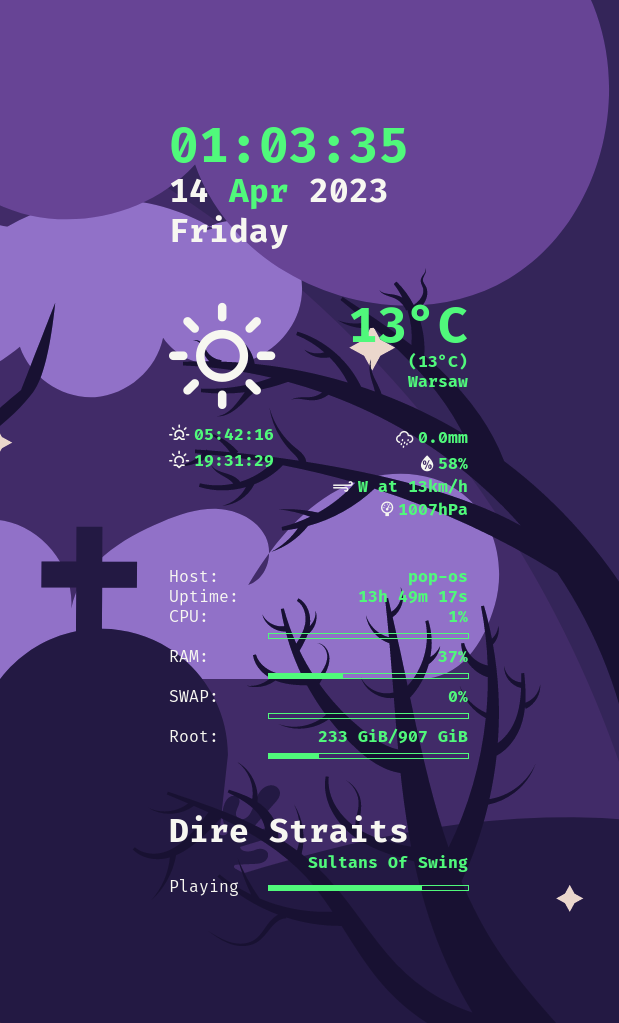 01:03:35
14 Apr 2023
Friday
13°C
(13°C)
Warsaw
05:42:16
0.0mm
19:31:29
58%
W at 13km/h
1007hPa
Host: pop-os
Uptime: 13h 49m 17s
CPU: 1%
RAM: 37%
SWAP: 0%
Root: 233 GiB/907 GiB
Dire Straits
Sultans Of Swing
Playing